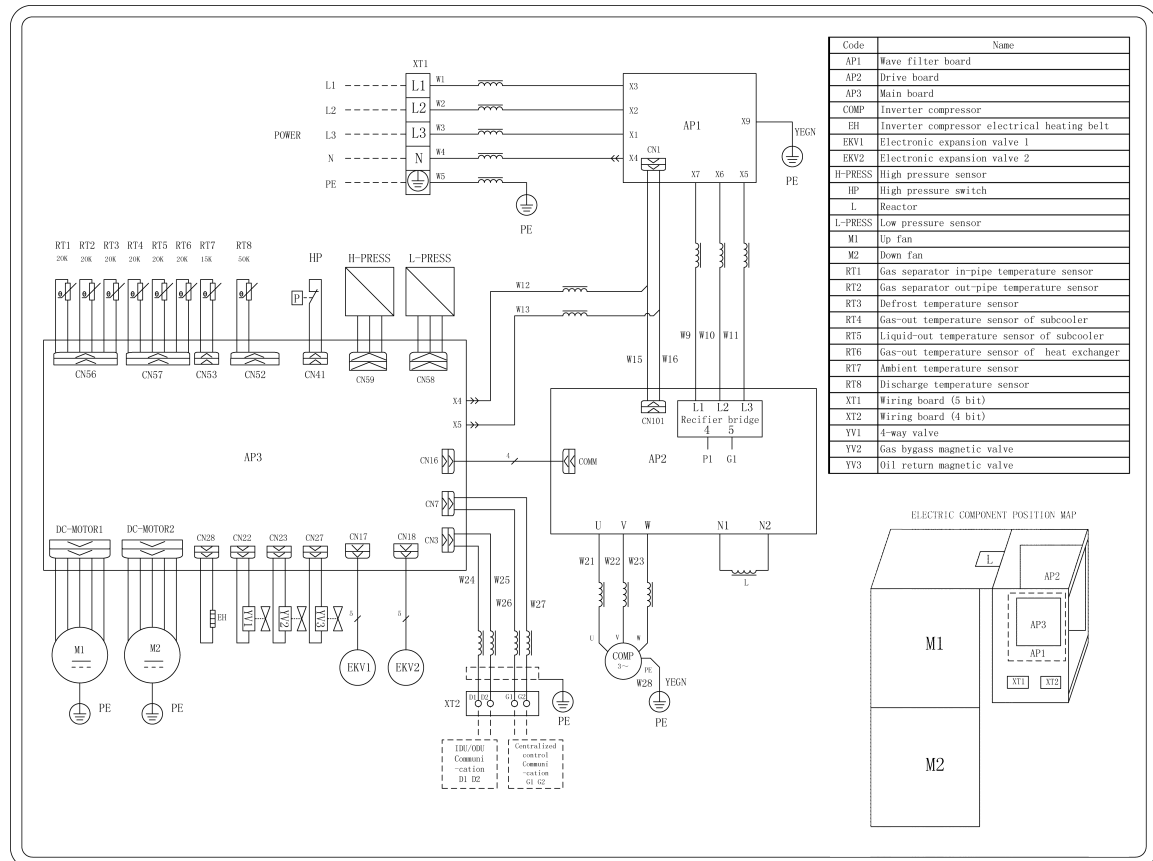 XT1
L1 L1 W1 X3
L2 L2 W2 X2
POWER L3 L3 W3 X1 AP1 X9 YEGN
N N W4 X4 CN1
PE W5 X7 X6 X5 PE
PE
RT1 RT2 RT3 RT4 RT5 RT6 RT7 RT8 HP H-PRESS L-PRESS
20K 20K 20K 20K 20K 20K 15K 50K
θ θ θ θ θ θ θ θ P
W12
W13
W9 W10 W11
W15 W16
CN56 CN57 CN53 CN52 CN41 CN59 CN58
X4
X5
CN101
L1 L2 L3
Rectifier bridge
4 5
P1 G1
AP3 CN16 4 COMM AP2
CN7
CN3
U V W N1 N2
DC-MOTOR1 DC-MOTOR2 CN28 CN22 CN23 CN27 CN17 CN18
W24 W25
W26 W27
W21 W22 W23
L
EH YV1 YV2 YV3 5 5
M1 M2 EKV1 EKV2
U V W
COMP
3~
PE
W28 YEGN
PE
PE PE
XT2 D1 D2 G1 G2
PE
IDU/ODU
Communi
-cation
D1 D2
Centralized
control
Communi
-cation
G1 G2
Code Name
AP1 Wave filter board
AP2 Drive board
AP3 Main board
COMP Inverter compressor
EH Inverter compressor electrical heating belt
EKV1 Electronic expansion valve 1
EKV2 Electronic expansion valve 2
H-PRESS High pressure sensor
HP High pressure switch
L Reactor
L-PRESS Low pressure sensor
M1 Up fan
M2 Down fan
RT1 Gas separator in-pipe temperature sensor
RT2 Gas separator out-pipe temperature sensor
RT3 Defrost temperature sensor
RT4 Gas-out temperature sensor of subcooler
RT5 Liquid-out temperature sensor of subcooler
RT6 Gas-out temperature sensor of heat exchanger
RT7 Ambient temperature sensor
RT8 Discharge temperature sensor
XT1 Wiring board (5 bit)
XT2 Wiring board (4 bit)
YV1 4-way valve
YV2 Gas bygass magnetic valve
YV3 Oil return magnetic valve
ELECTRIC COMPONENT POSITION MAP
L
AP2
AP3
AP1
XT1 XT2
M1
M2